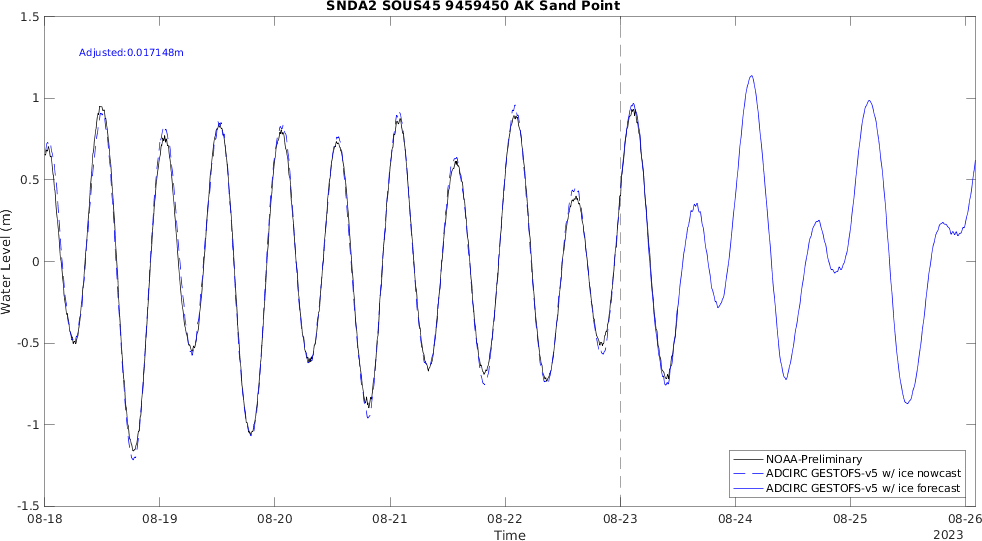 SNDA2 SOUS45 9459450 AK Sand Point
Adjusted:0.017148m
Water Level (m)
1.5
1
0.5
0
-0.5
-1
-1.5
NOAA-Preliminary
ADCIRC GESTOFS-v5 w/ ice nowcast
ADCIRC GESTOFS-v5 w/ ice forecast
08-18 08-19 08-20 08-21 08-22 08-23 08-24 08-25 08-26
Time
2023